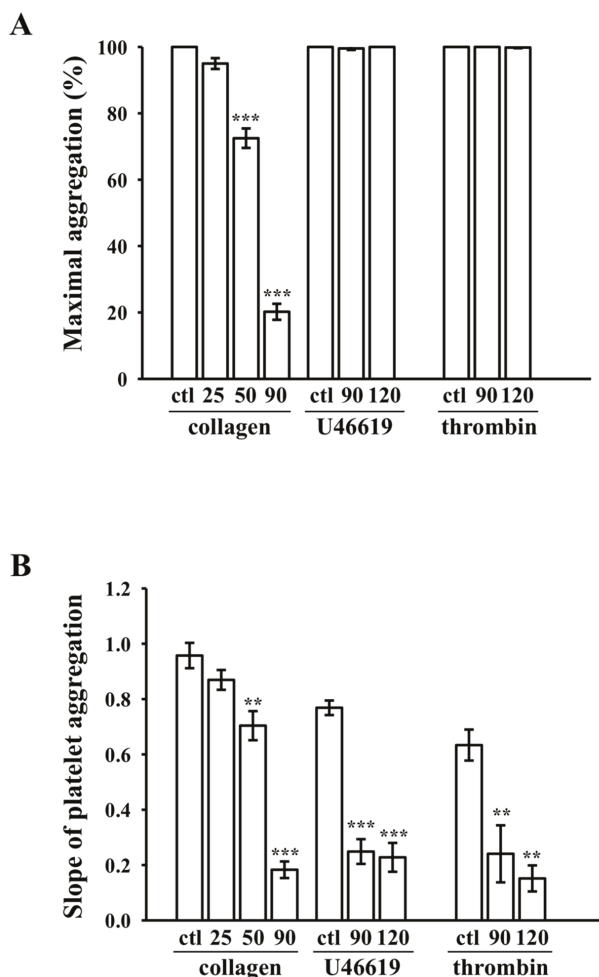 A
Maximal aggregation (%)
100
80
60
40
20
0
***
***
ctl 25 50 90 ctl 90 120 ctl 90 120
collagen U46619 thrombin
B
Slope of platelet aggregation
1.2
1.0
0.8
0.6
0.4
0.2
0.0
**
***
*** ***
**
**
ctl 25 50 90 ctl 90 120 ctl 90 120
collagen U46619 thrombin